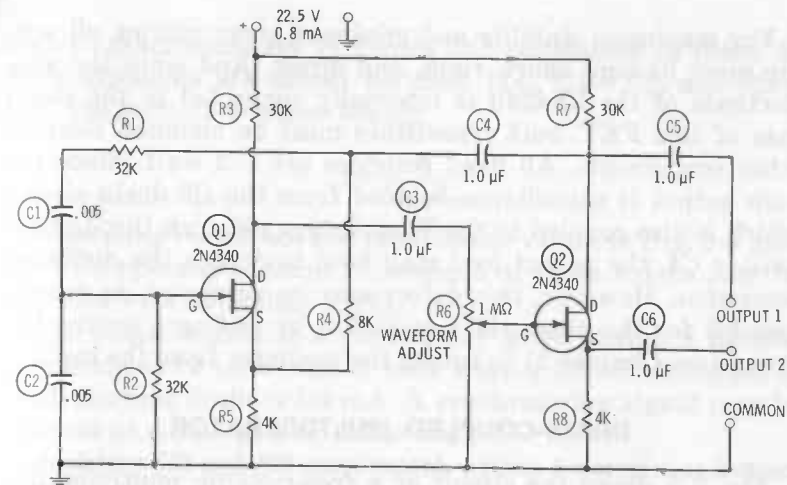 22.5 V
0.8 mA
+
R3
30K
R7
30K
R1
32K
C4
1.0 µF
C5
1.0 µF
C1
.005
C3
1.0 µF
Q1
2N4340
D
G
S
Q2
2N4340
D
G
S
R4
8K
R6
1 MΩ
WAVEFORM
ADJUST
C6
1.0 µF
OUTPUT 1
OUTPUT 2
C2
.005
R2
32K
R5
4K
R8
4K
COMMON